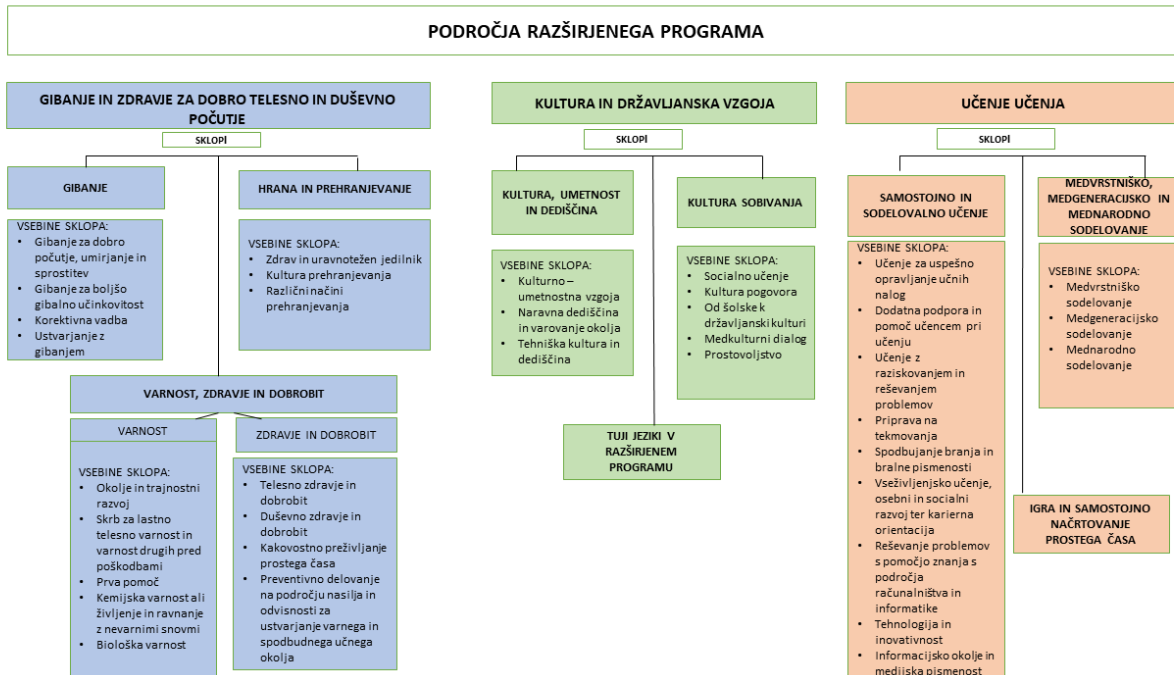 PODROČJA RAZŠIRJENEGA PROGRAMA
GIBANJE IN ZDRAVJE ZA DOBRO TELESNO IN DUŠEVNO
POČUTJE
SKLOPI
GIBANJE
VSEBINE SKLOPA:
• Gibanje za dobro
počutje, umirjanje in
sprostitev
• Gibanje za boljšo
gibalno učinkovitost
• Korektivna vadba
• Ustvarjanje z
gibanjem
HRANA IN PREHRANJEVANJE
VSEBINE SKLOPA:
• Zdrav in uravnotežen jedilnik
• Kultura prehranjevanja
• Različni načini
prehranjevanja
VARNOST, ZDRAVJE IN DOBROBIT
VARNOST
VSEBINE SKLOPA:
• Okolje in trajnostni
razvoj
• Skrb za lastno
telesno varnost in
varnost drugih pred
poškodbami
• Prva pomoč
• Kemijska varnost ali
življenje in ravnanje
z nevarnimi snovmi
• Biološka varnost
ZDRAVJE IN DOBROBIT
VSEBINE SKLOPA:
• Telesno zdravje in
dobrobit
• Duševno zdravje in
dobrobit
• Kakovostno preživljanje
prostega časa
• Preventivno delovanje
na področju nasilja in
odvisnosti za
ustvarjanje varnega in
spodbudnega učnega
okolja
KULTURA IN DRŽAVLJANSKA VZGOJA
SKLOPI
KULTURA, UMETNOST
IN DEDIŠČINA
VSEBINE SKLOPA:
• Kulturno –
umetnostna vzgoja
• Naravna dediščina
in varovanje okolja
• Tehniška kultura in
dediščina
KULTURA SOBIVANJA
VSEBINE SKLOPA:
• Socialno učenje
• Kultura pogovora
• Od šolske k
državljanski kulturi
• Medkulturni dialog
• Prostovoljstvo
TUJI JEZIKI V
RAZŠIRJENEM
PROGRAMU
UČENJE UČENJA
SKLOPI
SAMOSTOJNO IN
SODELOVALNO UČENJE
VSEBINE SKLOPA:
• Učenje za uspešno
opravljanje učnih
nalog
• Dodatna podpora in
pomoč učencem pri
učenju
• Učenje z
raziskovanjem in
reševanjem
problemov
• Priprava na
tekmovanja
• Spodbujanje branja in
bralne pismenosti
• Vseživljenjsko učenje,
osebni in socialni
razvoj ter karierna
orientacija
• Reševanje problemov
s pomočjo znanja s
področja
računalništva in
informatike
• Tehnologija in
inovativnost
• Informacijsko okolje in
medijska pismenost
MEDVRSTNIŠKO,
MEDGENERACIJSKO IN
MEDNARODNO
SODELOVANJE
VSEBINE SKLOPA:
• Medvrstniško
sodelovanje
• Medgeneracijsko
sodelovanje
• Mednarodno
sodelovanje
IGRA IN SAMOSTOJNO
NAČRTOVANJE
PROSTEGA ČASA